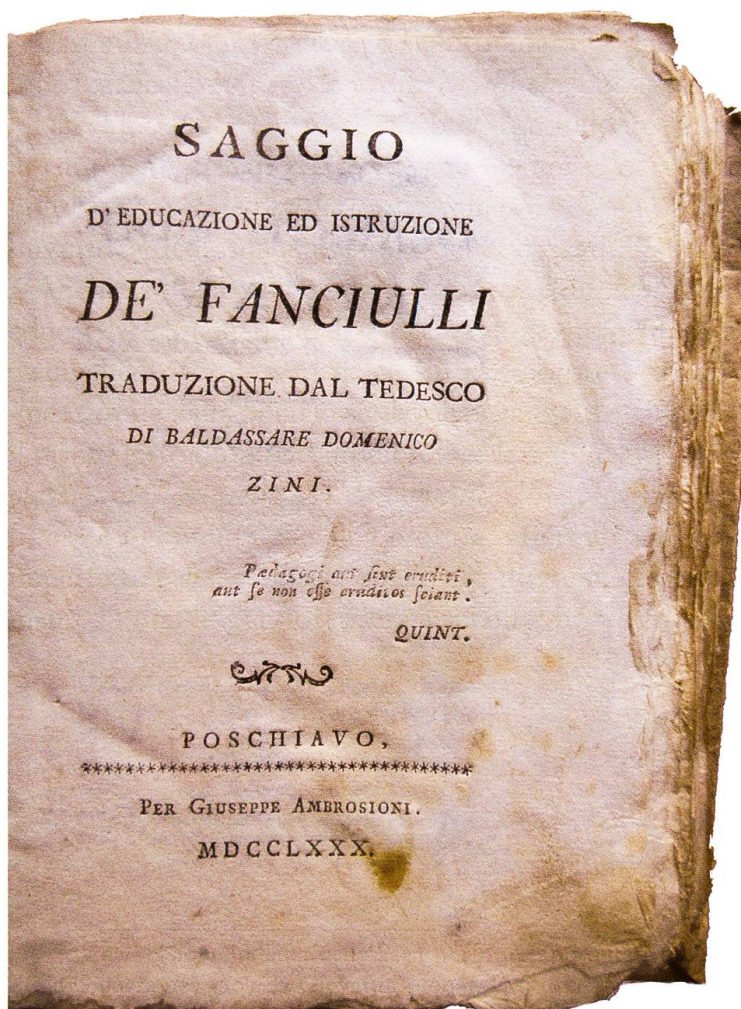 SAGGIO
D' EDUCAZIONE ED ISTRUZIONE
DE' FANCIULLI
TRADUZIONE DAL TEDESCO
DI BALDASSARE DOMENICO
ZINI.
Pædagogi aut ſint eruditi,
aut ſe non eſſe eruditos ſciant.
QUINT.
POSCHIAVO,
Per Giuseppe Ambrosioni.
MDCCLXXX.